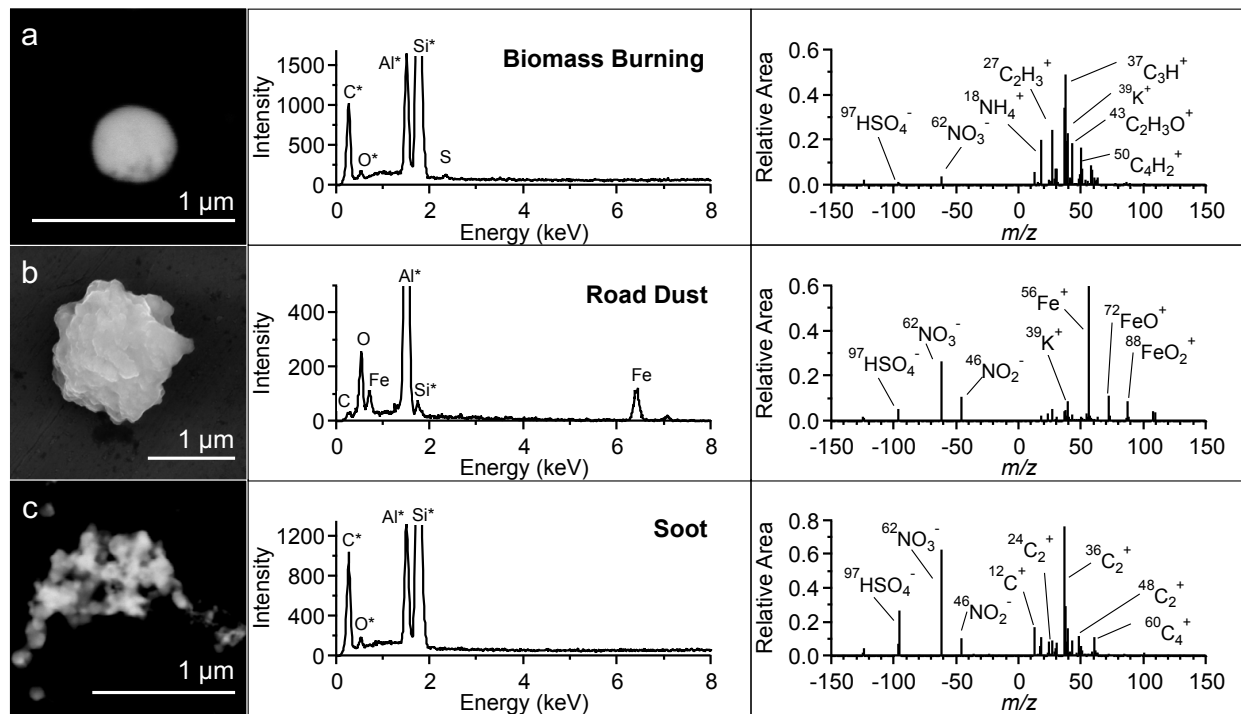 a
1 µm
Biomass Burning
Intensity
1500
1000
500
0
C*
O*
Al*
Si*
S
0 2 4 6 8
Energy (keV)
Relative Area
0.6
0.4
0.2
0.0
97HSO4-
62NO3-
18NH4+
27C2H3+
37C3H+
39K+
43C2H3O+
50C4H2+
-150 -100 -50 0 50 100 150
m/z
b
1 µm
Road Dust
Intensity
400
200
0
C
O
Fe
Al*
Si*
Fe
0 2 4 6 8
Energy (keV)
Relative Area
0.6
0.4
0.2
0.0
97HSO4-
62NO3-
46NO2-
39K+
56Fe+
72FeO+
88FeO2+
-150 -100 -50 0 50 100 150
m/z
c
1 µm
Soot
Intensity
1200
800
400
0
C*
O*
Al*
Si*
0 2 4 6 8
Energy (keV)
Relative Area
0.8
0.6
0.4
0.2
0.0
97HSO4-
62NO3-
46NO2-
12C+
24C2+
36C2+
48C2+
60C4+
-150 -100 -50 0 50 100 150
m/z